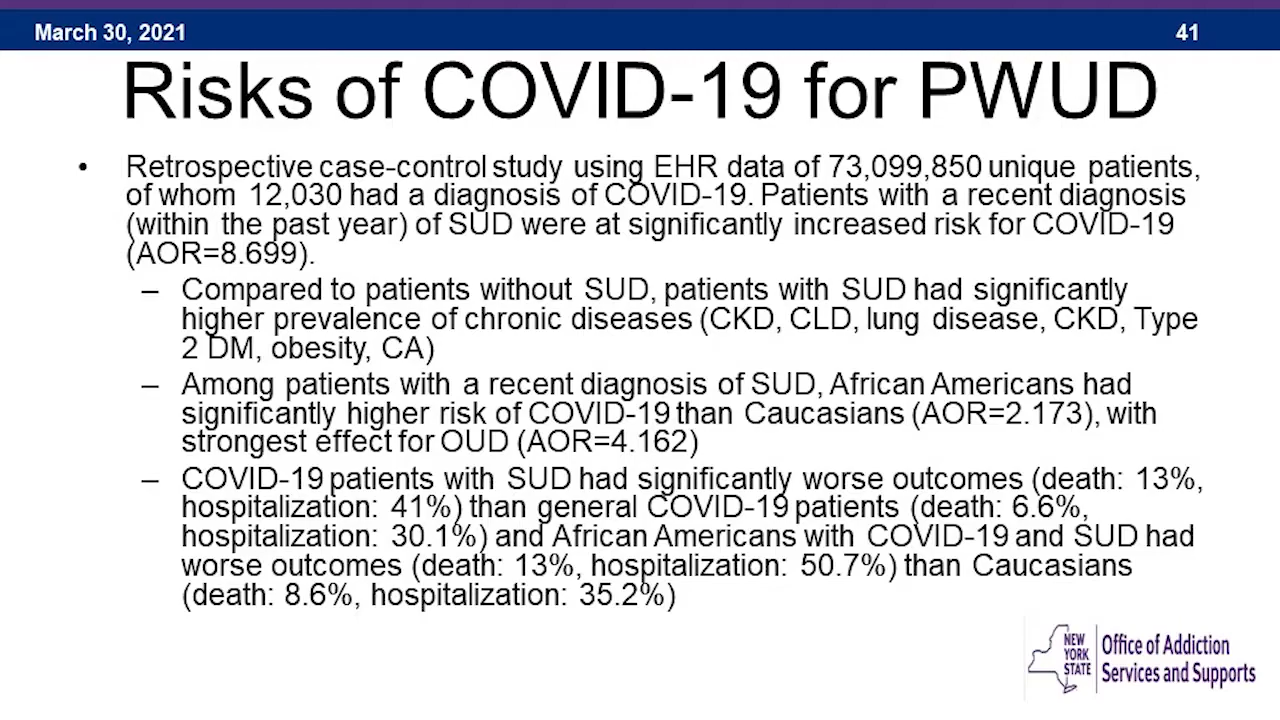 March 30, 2021
41
Risks of COVID-19 for PWUD
• Retrospective case-control study using EHR data of 73,099,850 unique patients,
of whom 12,030 had a diagnosis of COVID-19. Patients with a recent diagnosis
(within the past year) of SUD were at significantly increased risk for COVID-19
(AOR=8.699).
– Compared to patients without SUD, patients with SUD had significantly
higher prevalence of chronic diseases (CKD, CLD, lung disease, CKD, Type
2 DM, obesity, CA)
– Among patients with a recent diagnosis of SUD, African Americans had
significantly higher risk of COVID-19 than Caucasians (AOR=2.173), with
strongest effect for OUD (AOR=4.162)
– COVID-19 patients with SUD had significantly worse outcomes (death: 13%,
hospitalization: 41%) than general COVID-19 patients (death: 6.6%,
hospitalization: 30.1%) and African Americans with COVID-19 and SUD had
worse outcomes (death: 13%, hospitalization: 50.7%) than Caucasians
(death: 8.6%, hospitalization: 35.2%)
NEW
YORK
STATE
Office of Addiction
Services and Supports